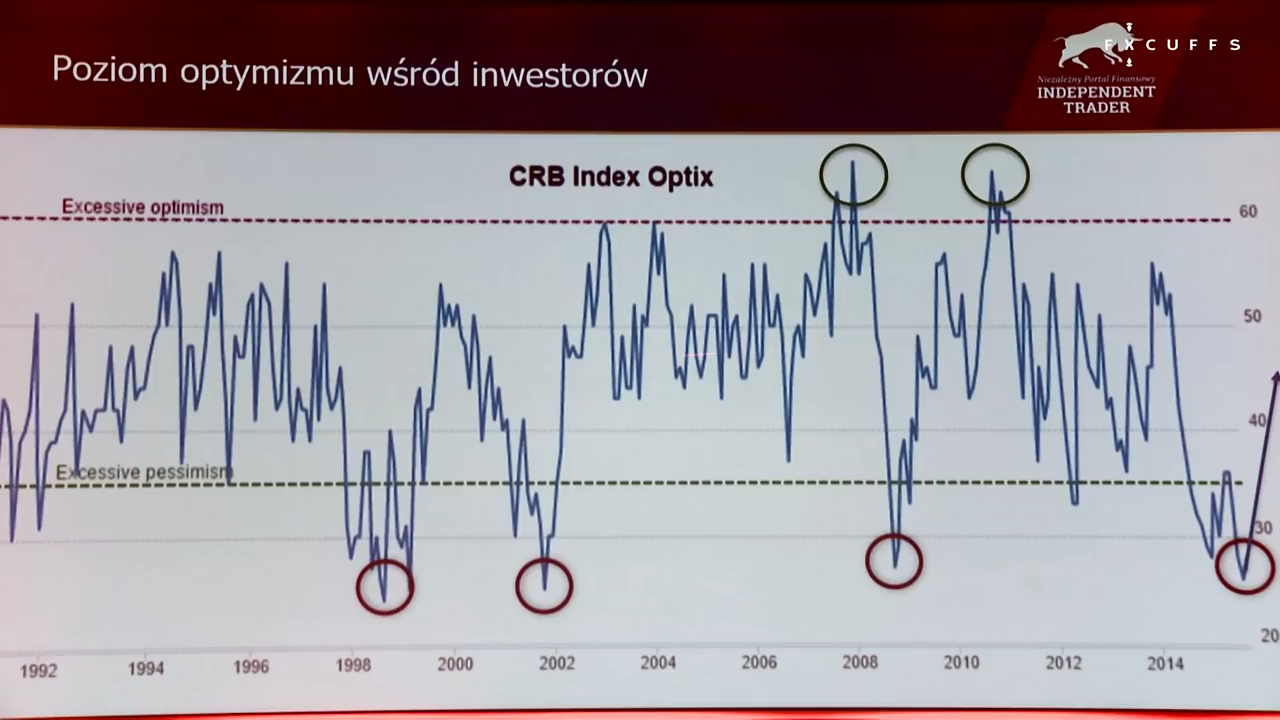 Poziom optymizmu wśród inwestorów
FXCUFFS
Niezależny Portal Finansowy
INDEPENDENT
TRADER
CRB Index Optix
Excessive optimism
60
50
40
Excessive pessimism
30
20
1992 1994 1996 1998 2000 2002 2004 2006 2008 2010 2012 2014